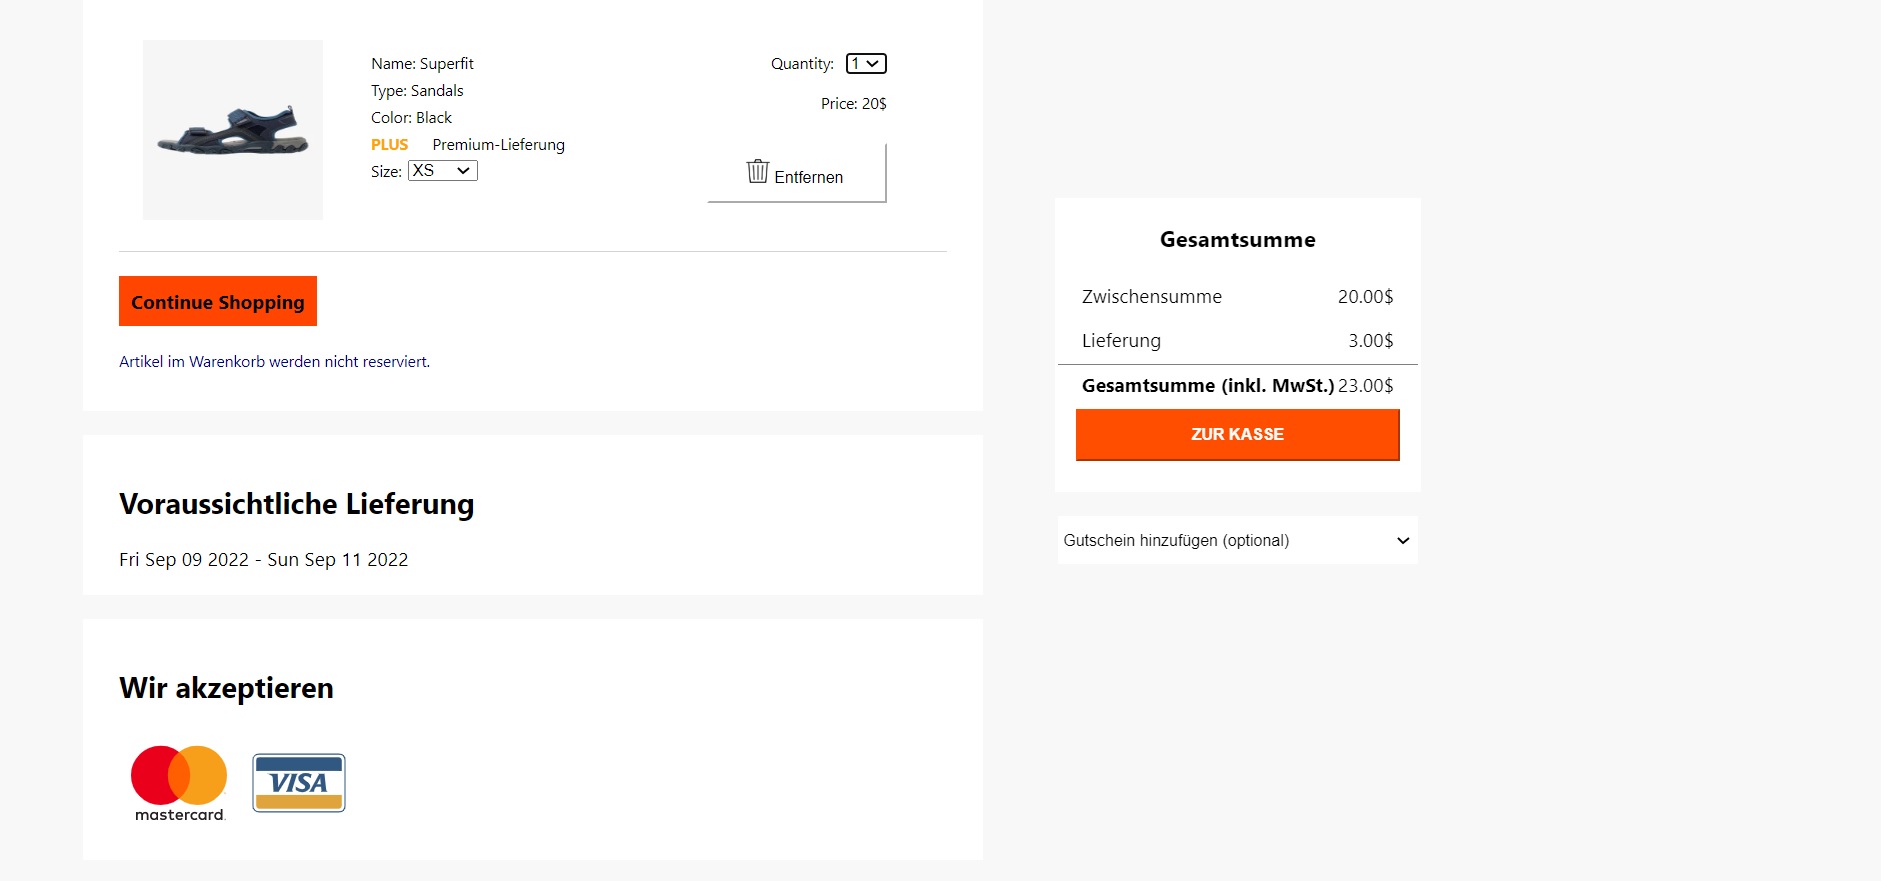 Name: Superfit
Type: Sandals
Color: Black
PLUS Premium-Lieferung
Size: XS
Quantity: 1
Price: 20$
Entfernen
Continue Shopping
Artikel im Warenkorb werden nicht reserviert.
Voraussichtliche Lieferung
Fri Sep 09 2022 - Sun Sep 11 2022
Wir akzeptieren
mastercard.
VISA
Gesamtsumme
Zwischensumme 20.00$
Lieferung 3.00$
Gesamtsumme (inkl. MwSt.) 23.00$
ZUR KASSE
Gutschein hinzufügen (optional)